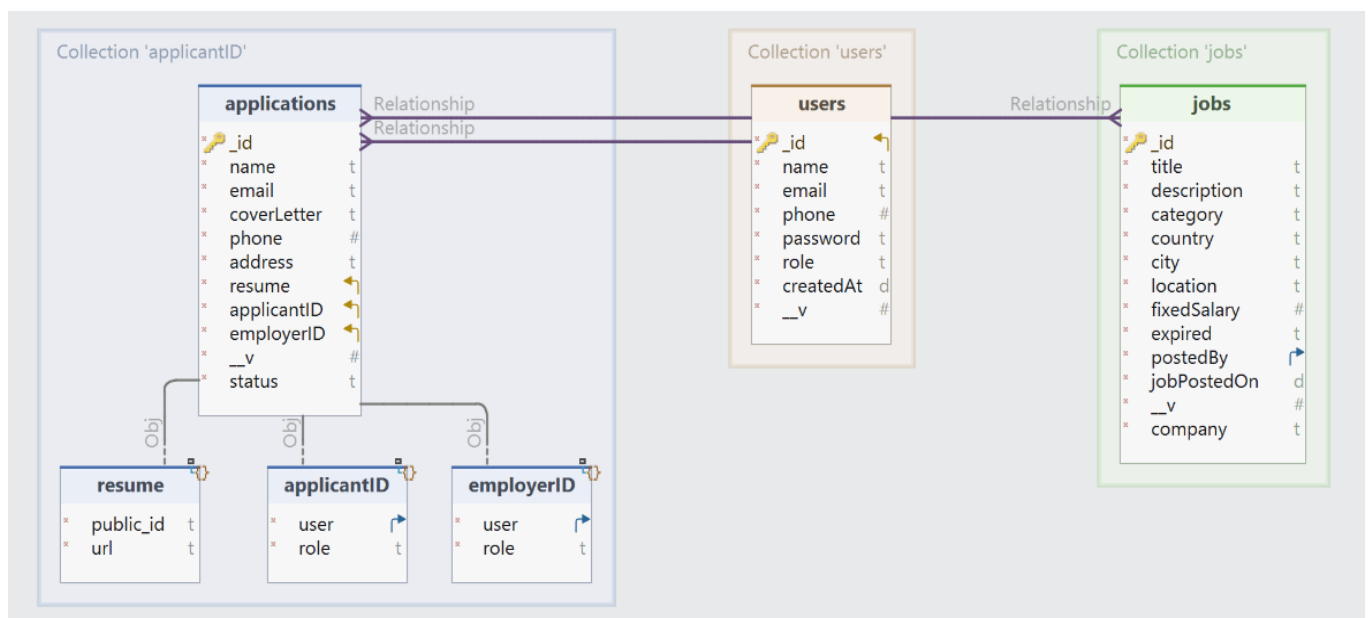 Collection 'applicantID'
applications
Relationship
Relationship
_id
name t
email t
coverLetter t
phone #
address t
resume
applicantID
employerID
__v #
status t
Obj
Obj
Obj
resume
public_id t
url t
applicantID
user
role t
employerID
user
role t
Collection 'users'
users
_id
name t
email t
phone #
password t
role t
createdAt d
__v #
Collection 'jobs'
Relationship
jobs
_id
title t
description t
category t
country t
city t
location t
fixedSalary #
expired t
postedBy
jobPostedOn d
__v #
company t